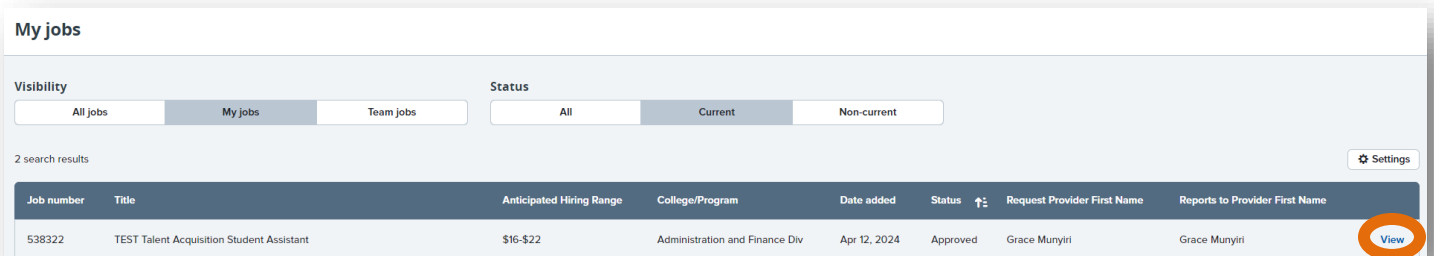 My jobs
Visibility Status
All jobs My jobs Team jobs All Current Non-current
2 search results Settings
Job number Title Anticipated Hiring Range College/Program Date added Status Request Provider First Name Reports to Provider First Name
538322 TEST Talent Acquisition Student Assistant $16-$22 Administration and Finance Div Apr 12, 2024 Approved Grace Munyiri Grace Munyiri View